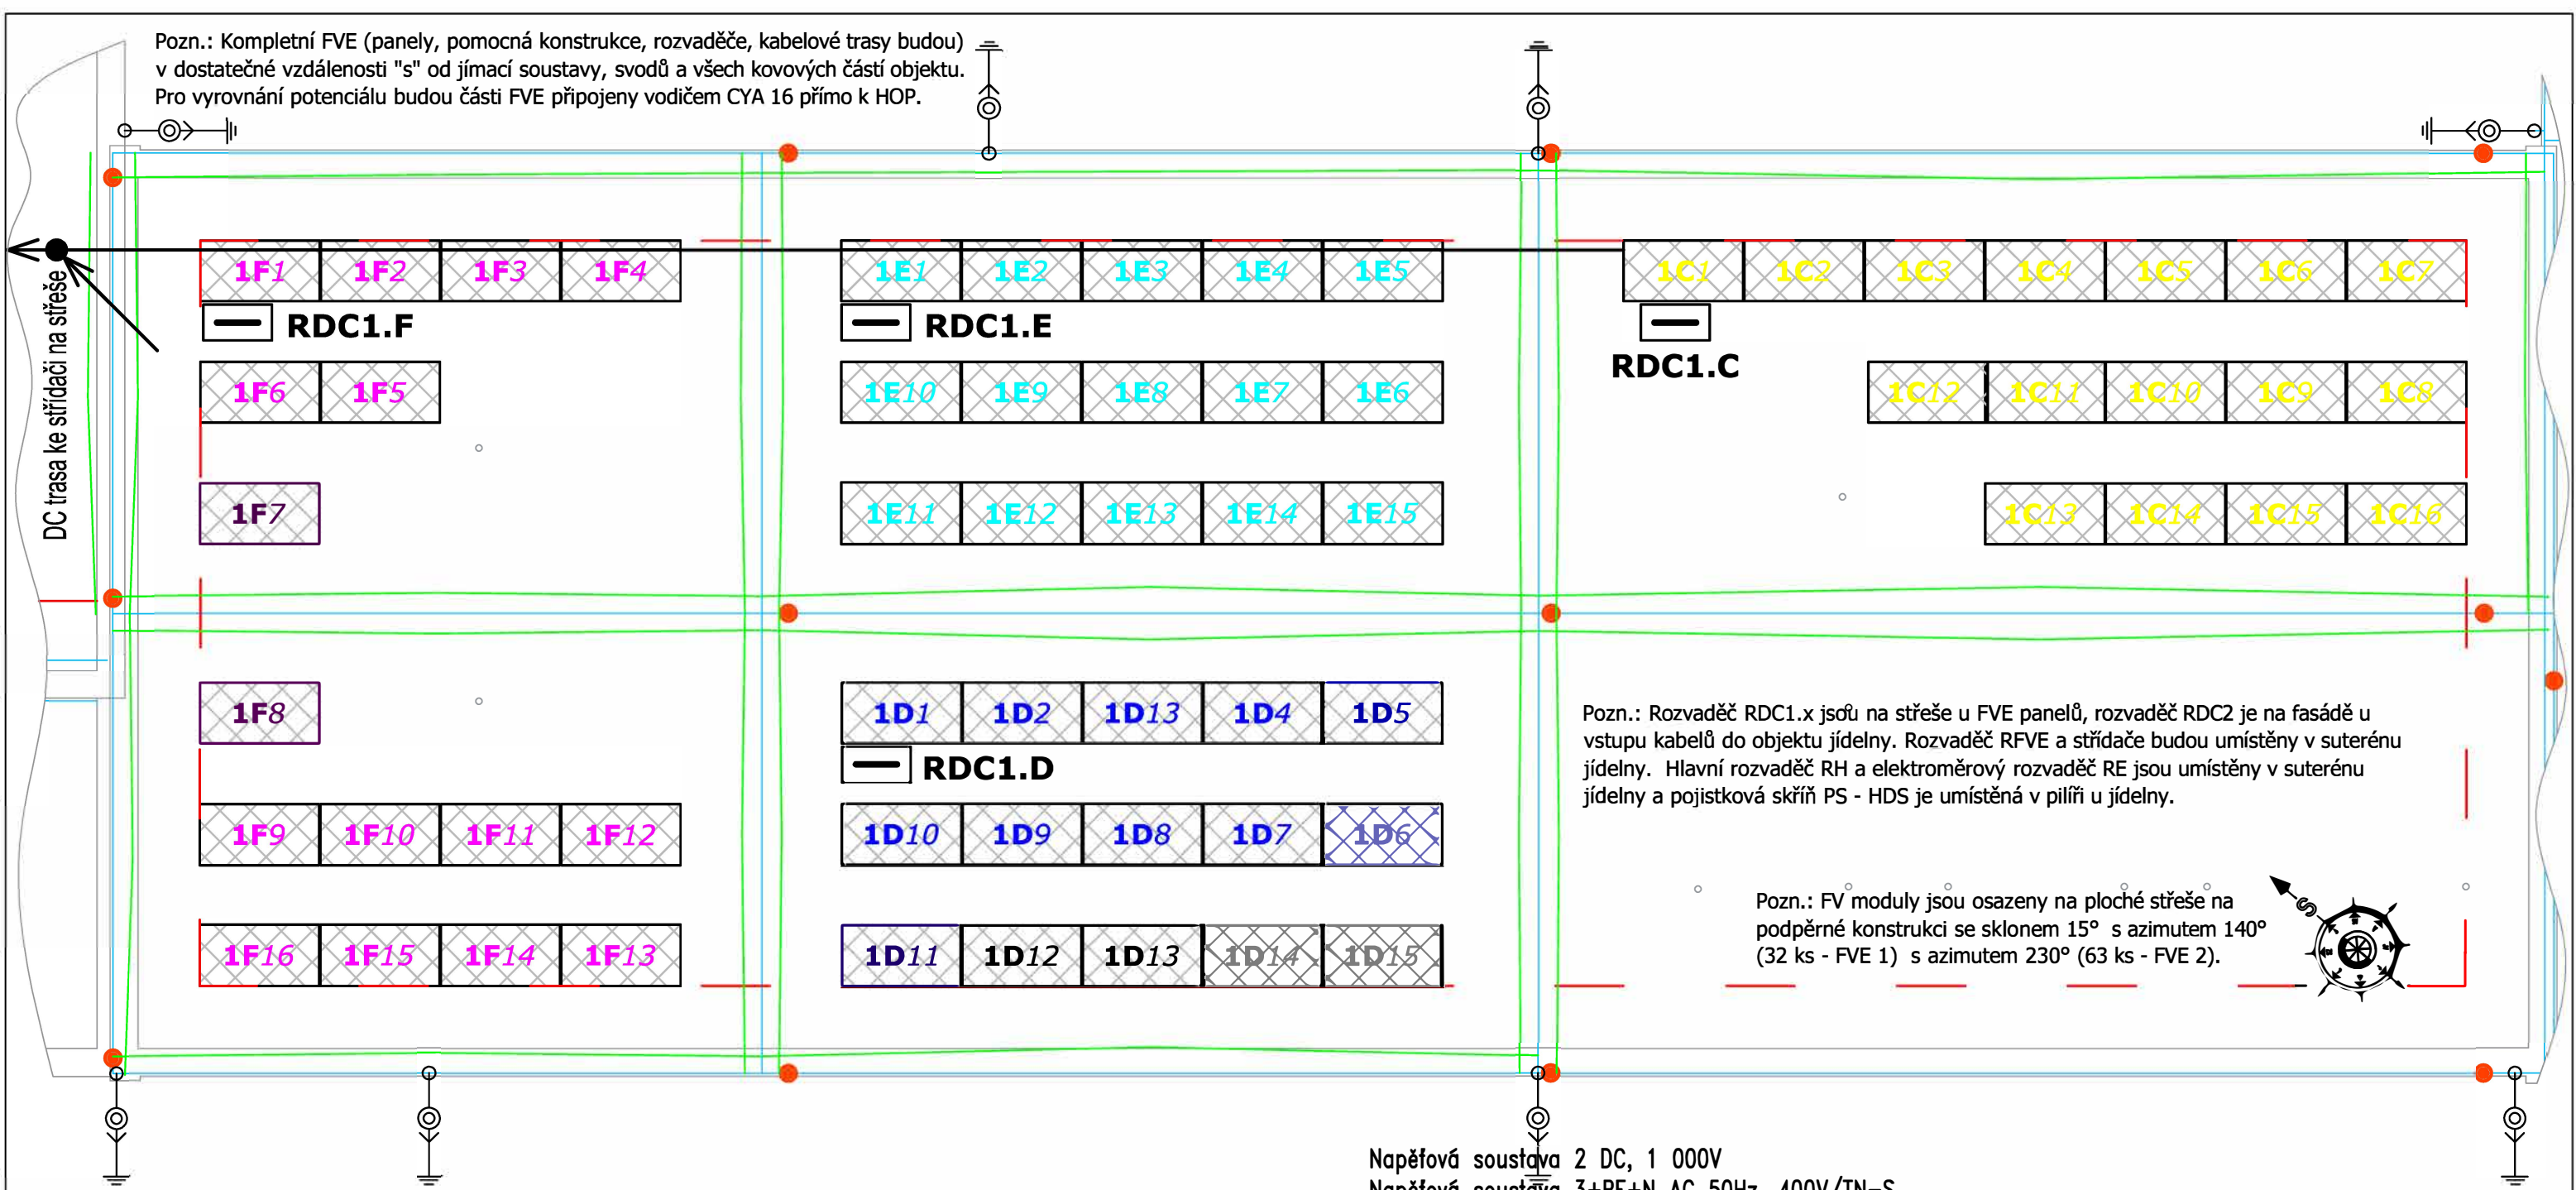 Pozn.: Kompletní FVE (panely, pomocná konstrukce, rozvaděče, kabelové trasy budou)
v dostatečné vzdálenosti "s" od jímací soustavy, svodů a všech kovových částí objektu.
Pro vyrovnání potenciálu budou části FVE připojeny vodičem CYA 16 přímo k HOP.
DC trasa ke střídači na střeše
1F1 1F2 1F3 1F4 1E1 1E2 1E3 1E4 1E5 1C1 1C2 1C3 1C4 1C5 1C6 1C7
RDC1.F RDC1.E
RDC1.C
1F6 1F5 1E10 1E9 1E8 1E7 1E6 1C12 1C11 1C10 1C9 1C8
1F7 1E11 1E12 1E13 1E14 1E15 1C13 1C14 1C15 1C16
1F8 1D1 1D2 1D13 1D4 1D5
RDC1.D
1F9 1F10 1F11 1F12 1D10 1D9 1D8 1D7 1D6
1F16 1F15 1F14 1F13 1D11 1D12 1D13 1D14 1D15
Pozn.: Rozvaděč RDC1.x jsou na střeše u FVE panelů, rozvaděč RDC2 je na fasádě u
vstupu kabelů do objektu jídelny. Rozvaděč RFVE a střídače budou umístěny v suterénu
jídelny. Hlavní rozvaděč RH a elektroměrový rozvaděč RE jsou umístěny v suterénu
jídelny a pojistková skříň PS - HDS je umístěná v pilíři u jídelny.
Pozn.: FV moduly jsou osazeny na ploché střeše na
podpěrné konstrukci se sklonem 15° s azimutem 140°
(32 ks - FVE 1) s azimutem 230° (63 ks - FVE 2).
S
Napěťová soustava 2 DC, 1 000V
Napěťová soustava 3+PE+N AC 50Hz, 400V/TN-S